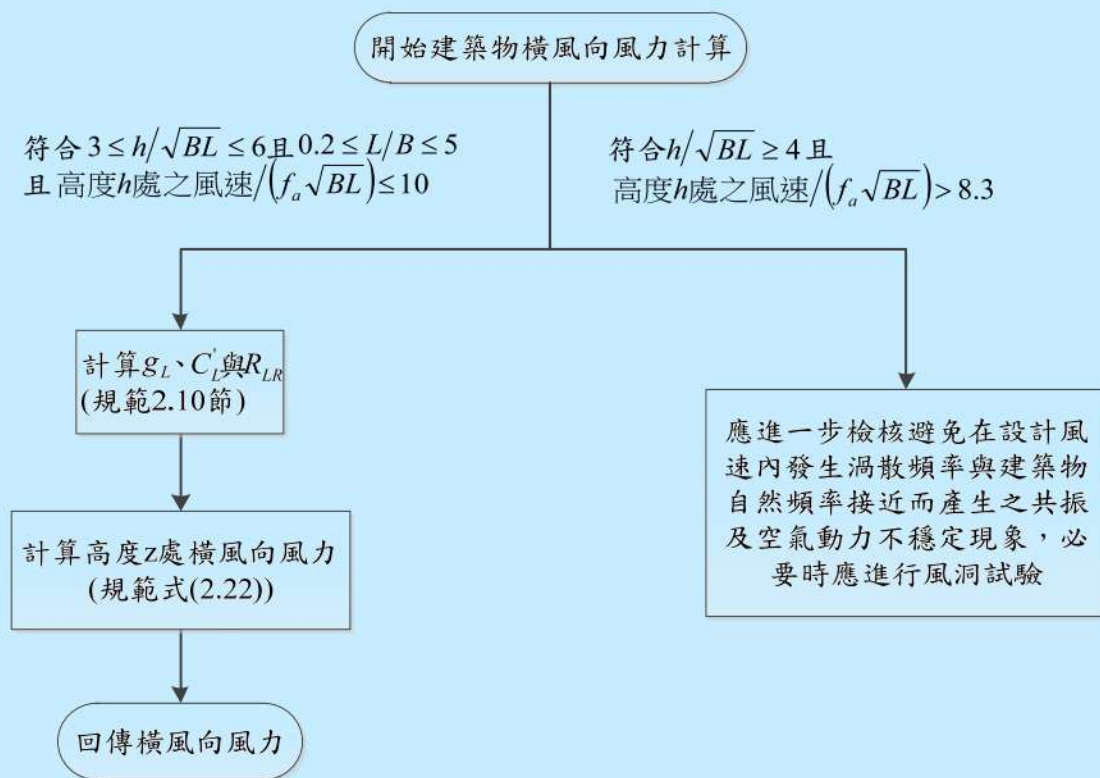 開始建築物橫風向風力計算
符合 3 ≤ h/√BL ≤ 6且 0.2 ≤ L/B ≤ 5
且高度h處之風速/(f_a√BL) ≤ 10
符合h/√BL ≥ 4 且
高度h處之風速/(f_a√BL) > 8.3
計算g_L、C'_L與R_LR
(規範2.10節)
計算高度z處橫風向風力
(規範式(2.22))
回傳橫風向風力
應進一步檢核避免在設計風
速內發生渦散頻率與建築物
自然頻率接近而產生之共振
及空氣動力不穩定現象，必
要時應進行風洞試驗